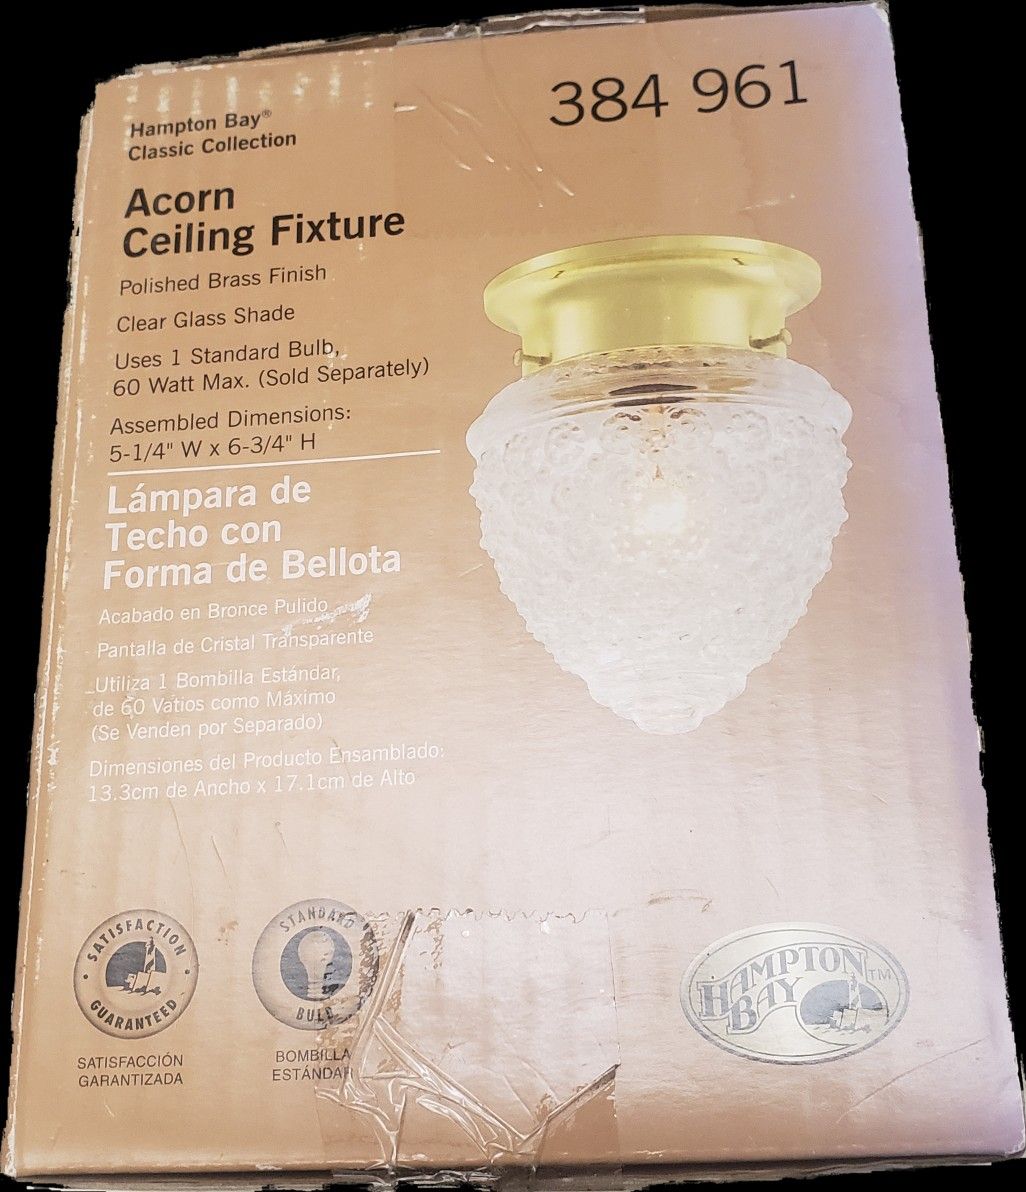 384 961
Hampton Bay®
Classic Collection
Acorn
Ceiling Fixture
Polished Brass Finish
Clear Glass Shade
Uses 1 Standard Bulb,
60 Watt Max. (Sold Separately)
Assembled Dimensions:
5-1/4" W x 6-3/4" H
Lámpara de
Techo con
Forma de Bellota
Acabado en Bronce Pulido
Pantalla de Cristal Transparente
Utiliza 1 Bombilla Estándar,
de 60 Vatios como Máximo
(Se Venden por Separado)
Dimensiones del Producto Ensamblado:
13.3cm de Ancho x 17.1cm de Alto
SATISFACTION
GUARANTEED
SATISFACCIÓN
GARANTIZADA
STANDARD
BULB
BOMBILLA
ESTÁNDAR
HAMPTON
BAY™